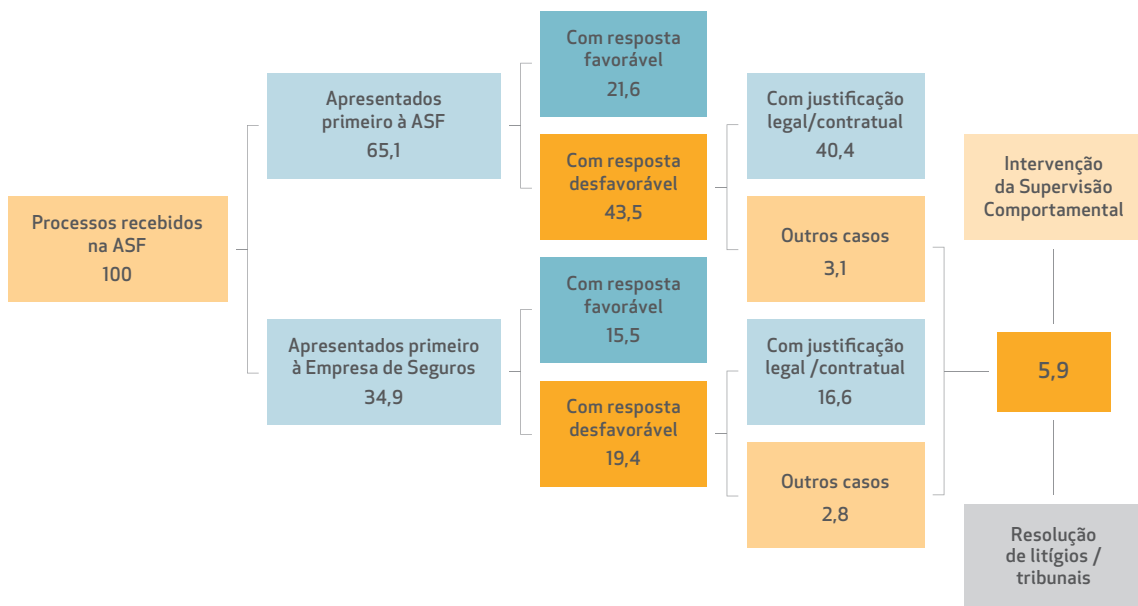 Processos recebidos
na ASF
100
Apresentados
primeiro à ASF
65,1
Apresentados primeiro
à Empresa de Seguros
34,9
Com resposta
favorável
21,6
Com resposta
desfavorável
43,5
Com resposta
favorável
15,5
Com resposta
desfavorável
19,4
Com justificação
legal/contratual
40,4
Outros casos
3,1
Com justificação
legal /contratual
16,6
Outros casos
2,8
Intervenção
da Supervisão
Comportamental
5,9
Resolução
de litígios /
tribunais